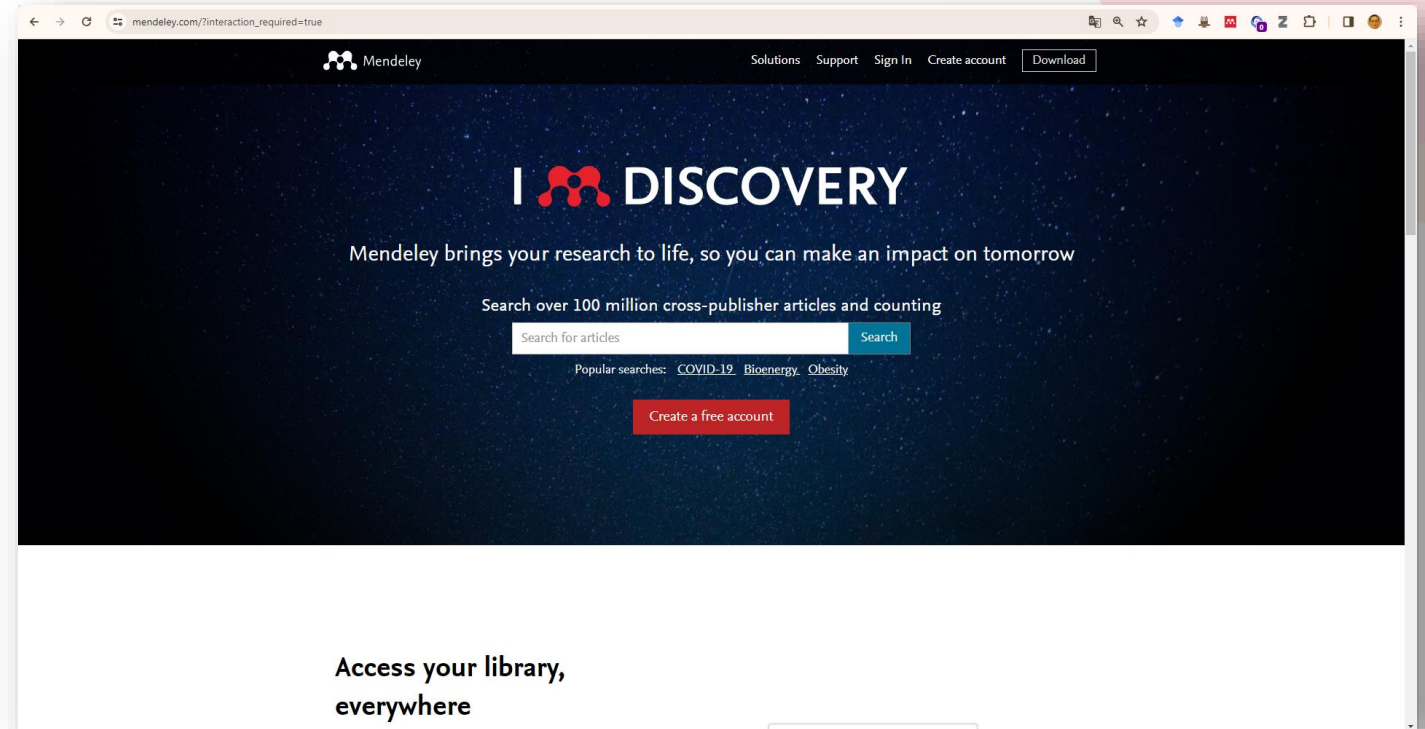 mendeley.com/?interaction_required=true
Mendeley
Solutions Support Sign In Create account Download
I DISCOVERY
Mendeley brings your research to life, so you can make an impact on tomorrow
Search over 100 million cross-publisher articles and counting
Search for articles Search
Popular searches: COVID-19 Bioenergy Obesity
Create a free account
Access your library,
everywhere